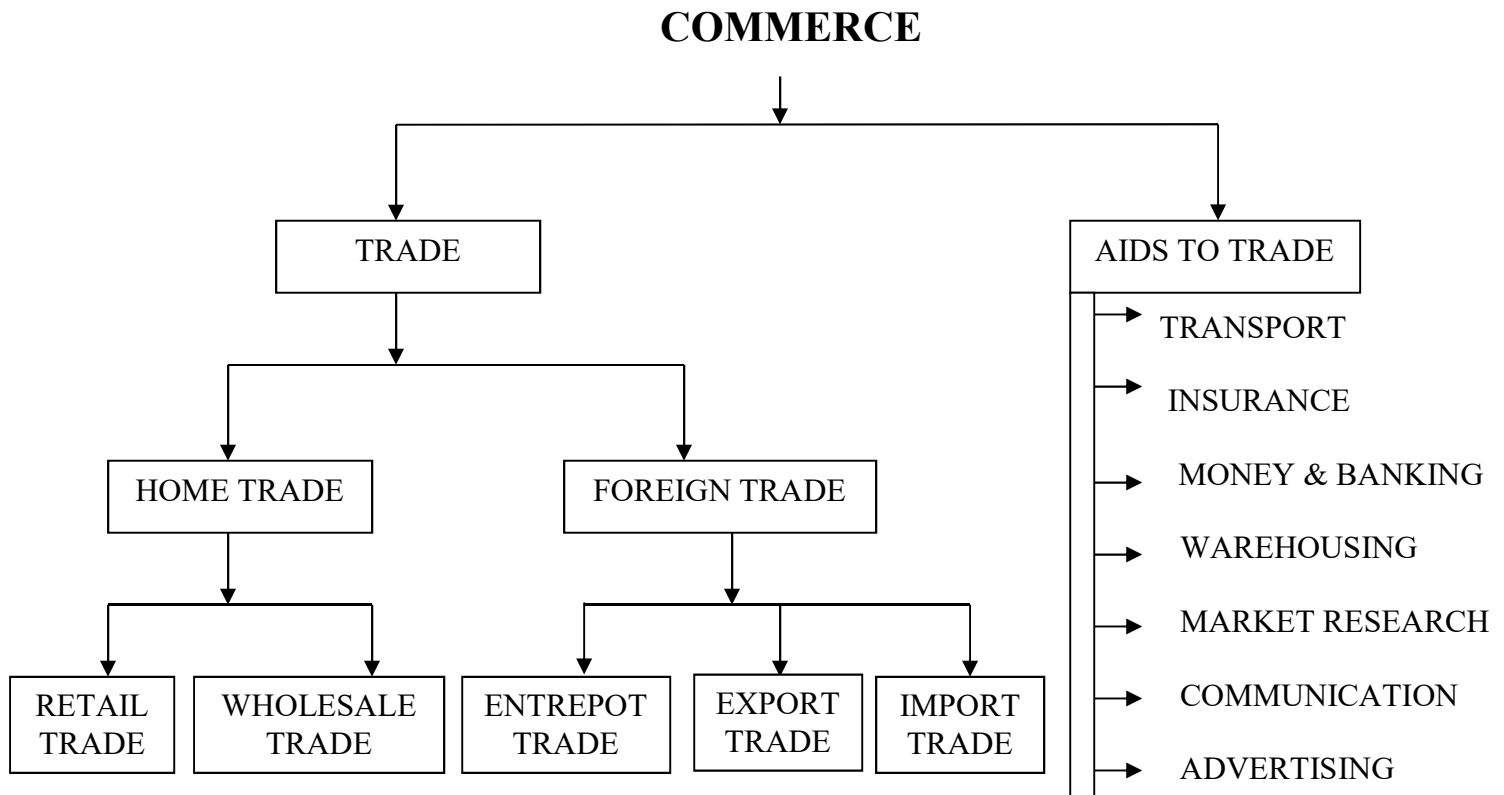 COMMERCE
TRADE
AIDS TO TRADE
TRANSPORT
INSURANCE
HOME TRADE
FOREIGN TRADE
MONEY & BANKING
WAREHOUSING
MARKET RESEARCH
RETAIL
TRADE
WHOLESALE
TRADE
ENTREPOT
TRADE
EXPORT
TRADE
IMPORT
TRADE
COMMUNICATION
ADVERTISING